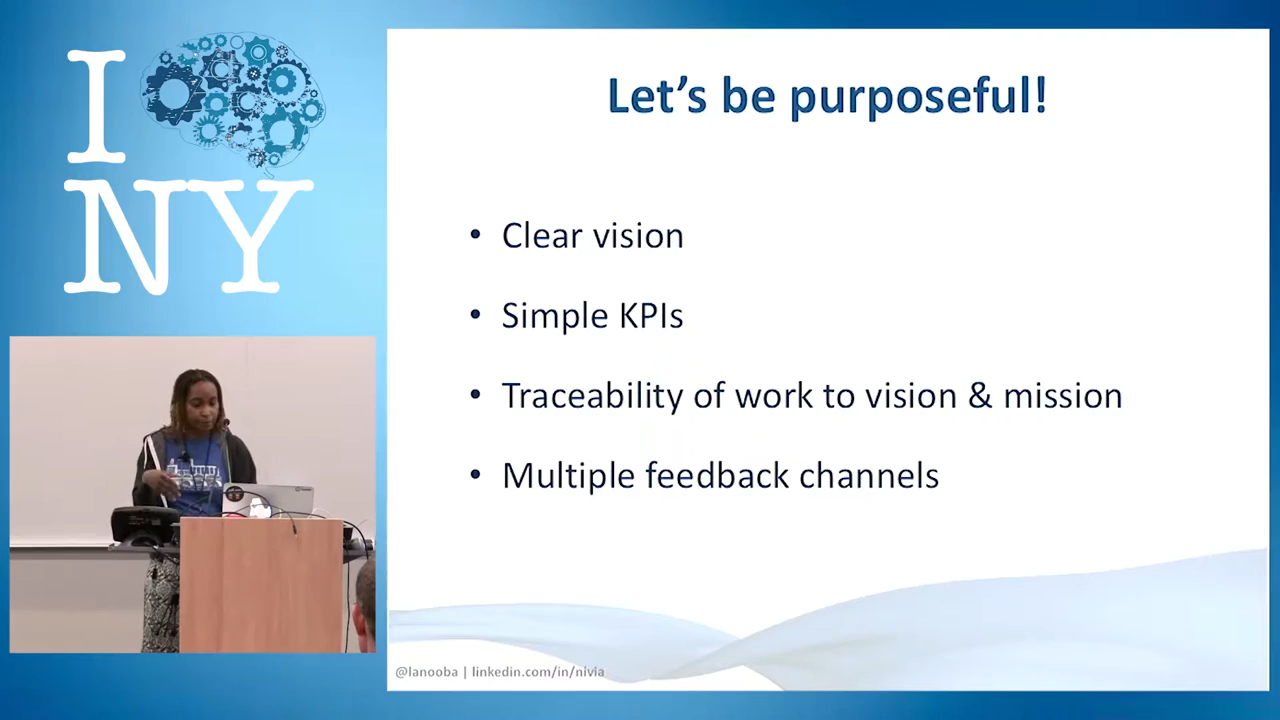 I
NY
Let's be purposeful!
• Clear vision
• Simple KPIs
• Traceability of work to vision & mission
• Multiple feedback channels
@lanooba | linkedin.com/in/nivia